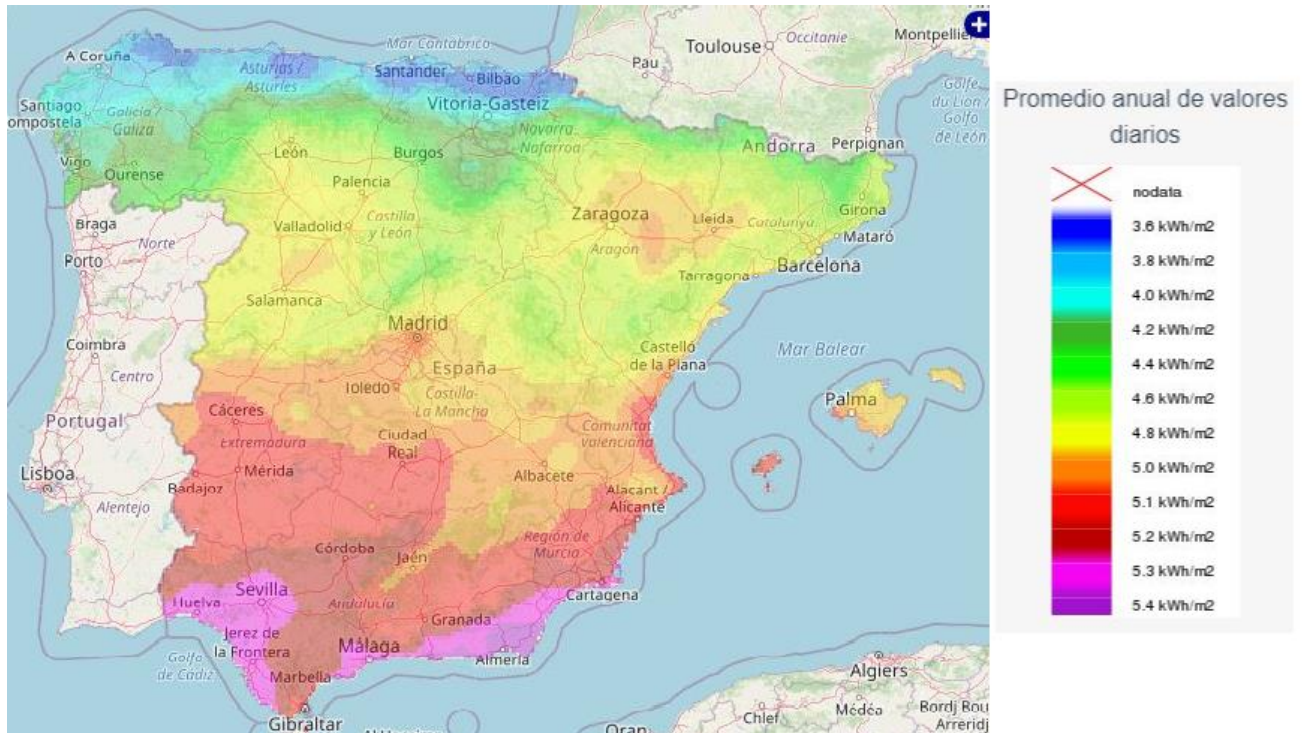 Mar Cantábrico
Toulouse
Occitanie
Montpellie
A Coruña
Pau
Asturias /
Asturies
Santander
Bilbao
Golfe
du Lion /
Golfo
de León
Santiago
ompostela
Galicia /
Galiza
Vitoria-Gasteiz
Navarra
Nafarroa
Andorra
Perpignan
León
Burgos
Vigo
Ourense
Palencia
Braga
Valladolid
Castilla
y León
Zaragoza
Lleida
Catalunya
Girona
Mataró
Norte
Porto
Aragón
Barcelona
Tarragona
Salamanca
Madrid
Coimbra
Centro
España
Castelló
de la Plana
Mar Balear
Toledo
Castilla-
La Mancha
Palma
Cáceres
Portugal
Extremadura
Ciudad
Real
Comunitat
Valenciana
Lisboa
Mérida
Badajoz
Albacete
Alacant /
Alicante
Alentejo
Córdoba
Jaén
Región de
Murcia
Sevilla
Huelva
Andalucía
Cartagena
Granada
Jerez de
la Frontera
Málaga
Golfo
de Cádiz
Almería
Marbella
Algiers
Gibraltar
Oran
Chlef
Médéa
Bordj Bou
Arreridj
Promedio anual de valores
diarios
nodata
3.6 kWh/m2
3.8 kWh/m2
4.0 kWh/m2
4.2 kWh/m2
4.4 kWh/m2
4.6 kWh/m2
4.8 kWh/m2
5.0 kWh/m2
5.1 kWh/m2
5.2 kWh/m2
5.3 kWh/m2
5.4 kWh/m2